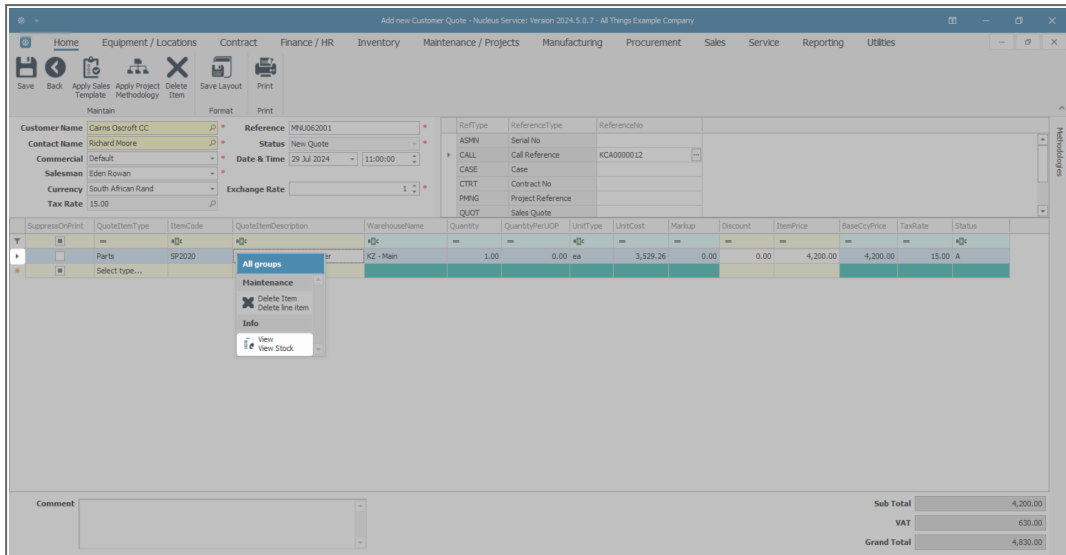 Add new Customer Quote - Nucleus Service: Version 2024.5.0.7 - All Things Example Company
Home Equipment / Locations Contract Finance / HR Inventory Maintenance / Projects Manufacturing Procurement Sales Service Reporting Utilities
Save Back Apply Sales Template Apply Project Methodology Delete Item Save Layout Print
Maintain Format Print
Customer Name Cairns Oscroft CC * Reference MNU062001 *
Contact Name Richard Moore * Status New Quote *
Commercial Default * Date & Time 29 Jul 2024 11:00:00
Salesman Eden Rowan *
Currency South African Rand Exchange Rate 1 *
Tax Rate 15.00
RefType ReferenceType ReferenceNo
ASMN Serial No
CALL Call Reference KCA0000012 ...
CASE Case
CTRT Contract No
PMNG Project Reference
QUOT Sales Quote
Methodologies
SuppressOnPrint QuoteItemType ItemCode QuoteItemDescription WarehouseName Quantity QuantityPerUOP UnitType UnitCost Markup Discount ItemPrice BaseCcyPrice TaxRate Status
Parts SP2020 KZ - Main 1.00 0.00 ea 3,529.26 0.00 0.00 4,200.00 4,200.00 15.00 A
Select type...
All groups
Maintenance
Delete Item
Delete line item
Info
View
View Stock
Comment
Sub Total 4,200.00
VAT 630.00
Grand Total 4,830.00